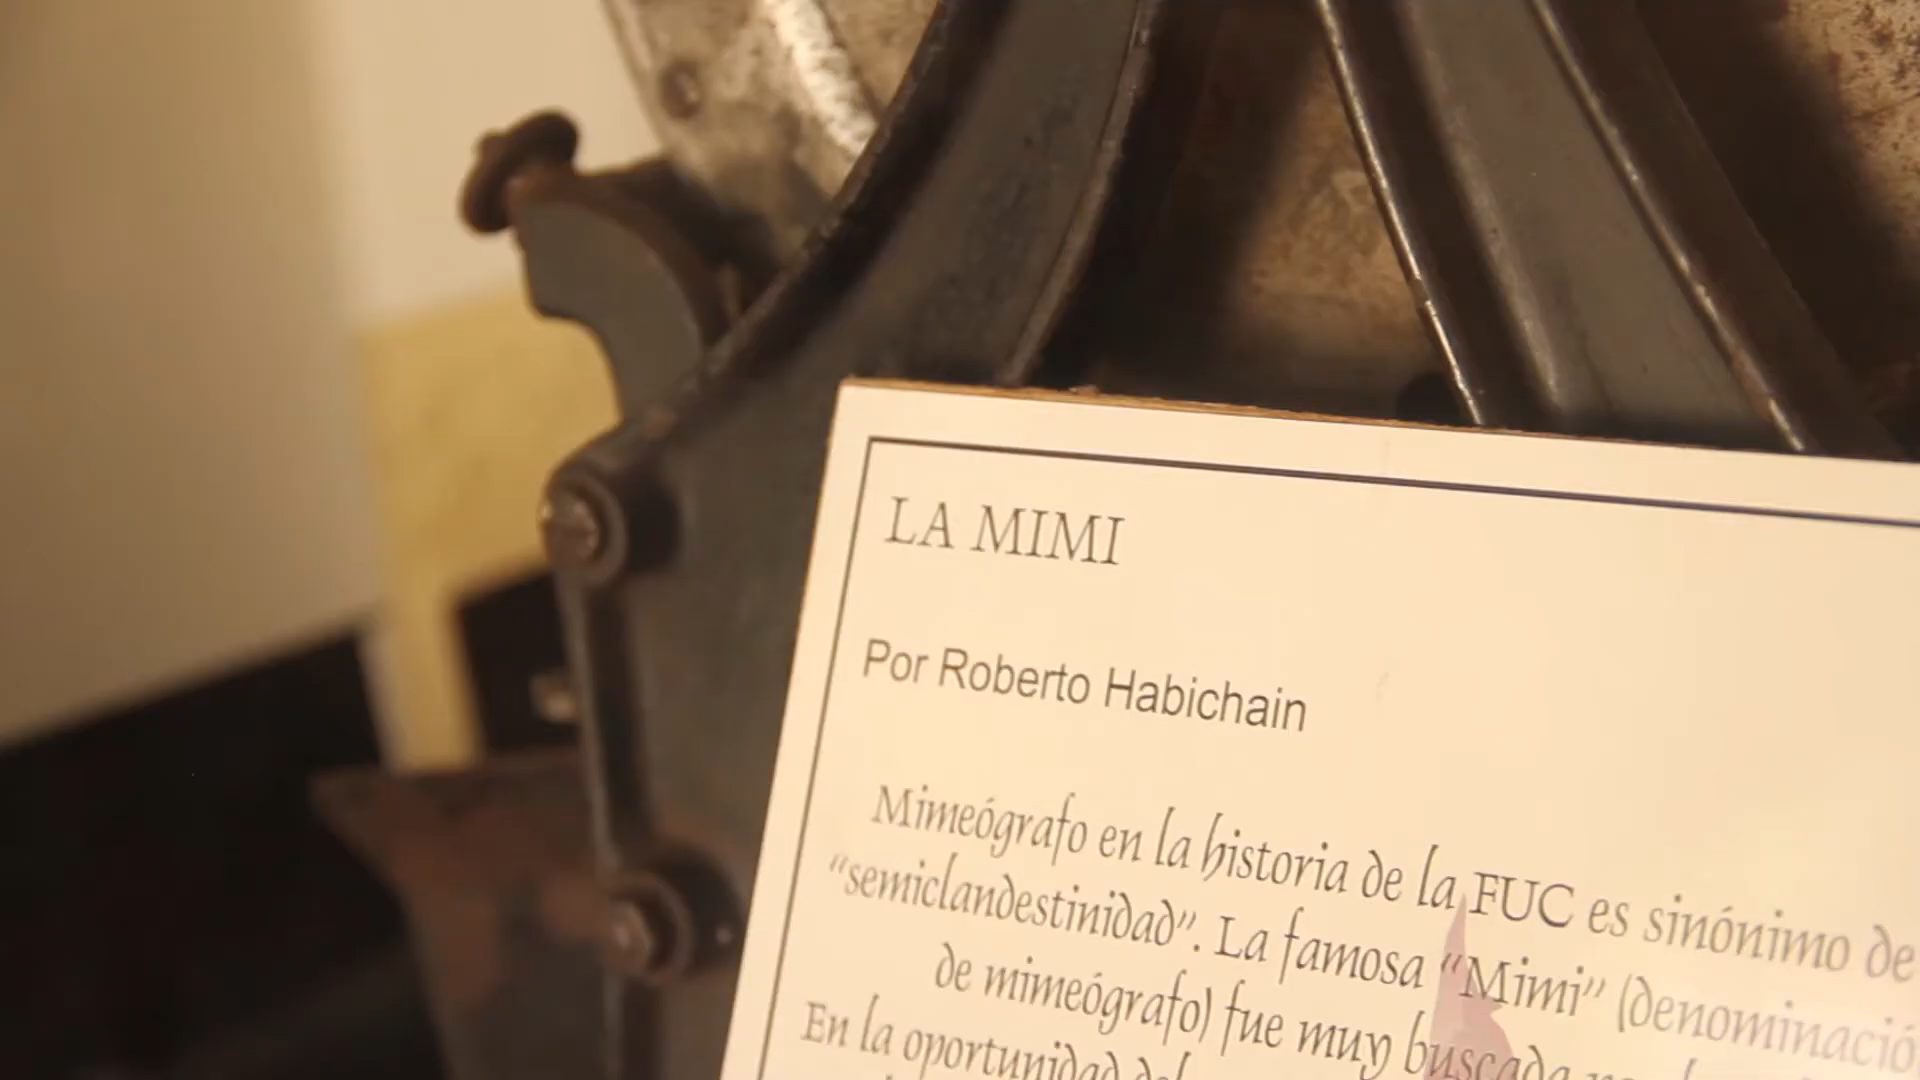 LA MIMI
Por Roberto Habichain
Mimeógrafo en la historia de la FUC es sinónimo de
“semiclandestinidad”. La famosa “Mimi” (denominació
de mimeógrafo) fue muy buscada
En la oportunidad del